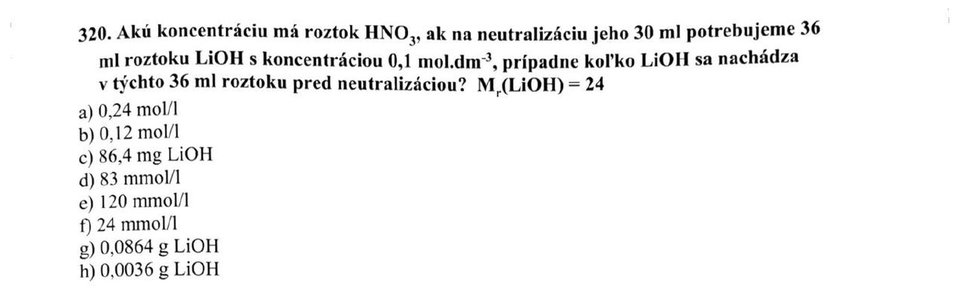 320. Akú koncentráciu má roztok HNO₃, ak na neutralizáciu jeho 30 ml potrebujeme 36
ml roztoku LiOH s koncentráciou 0,1 mol.dm⁻³, prípadne koľko LiOH sa nachádza
v týchto 36 ml roztoku pred neutralizáciou? Mᵣ(LiOH) = 24
a) 0,24 mol/l
b) 0,12 mol/l
c) 86,4 mg LiOH
d) 83 mmol/l
e) 120 mmol/l
f) 24 mmol/l
g) 0,0864 g LiOH
h) 0,0036 g LiOH